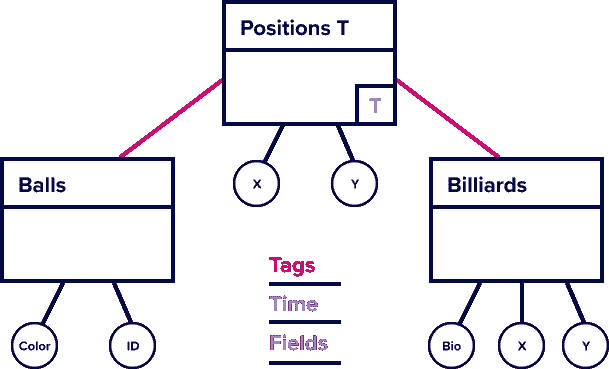 Positions T
T
X
Y
Balls
Billiards
Tags
Time
Fields
Color
ID
Bio
X
Y